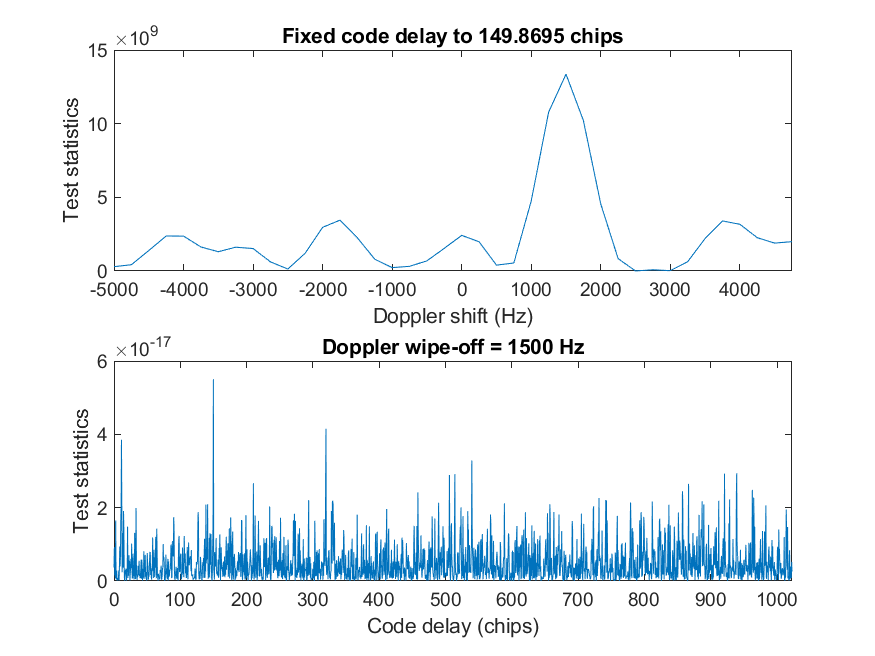 Fixed code delay to 149.8695 chips
×10^9
15
10
5
0
Test statistics
-5000 -4000 -3000 -2000 -1000 0 1000 2000 3000 4000
Doppler shift (Hz)
Doppler wipe-off = 1500 Hz
×10^-17
6
4
2
0
Test statistics
0 100 200 300 400 500 600 700 800 900 1000
Code delay (chips)